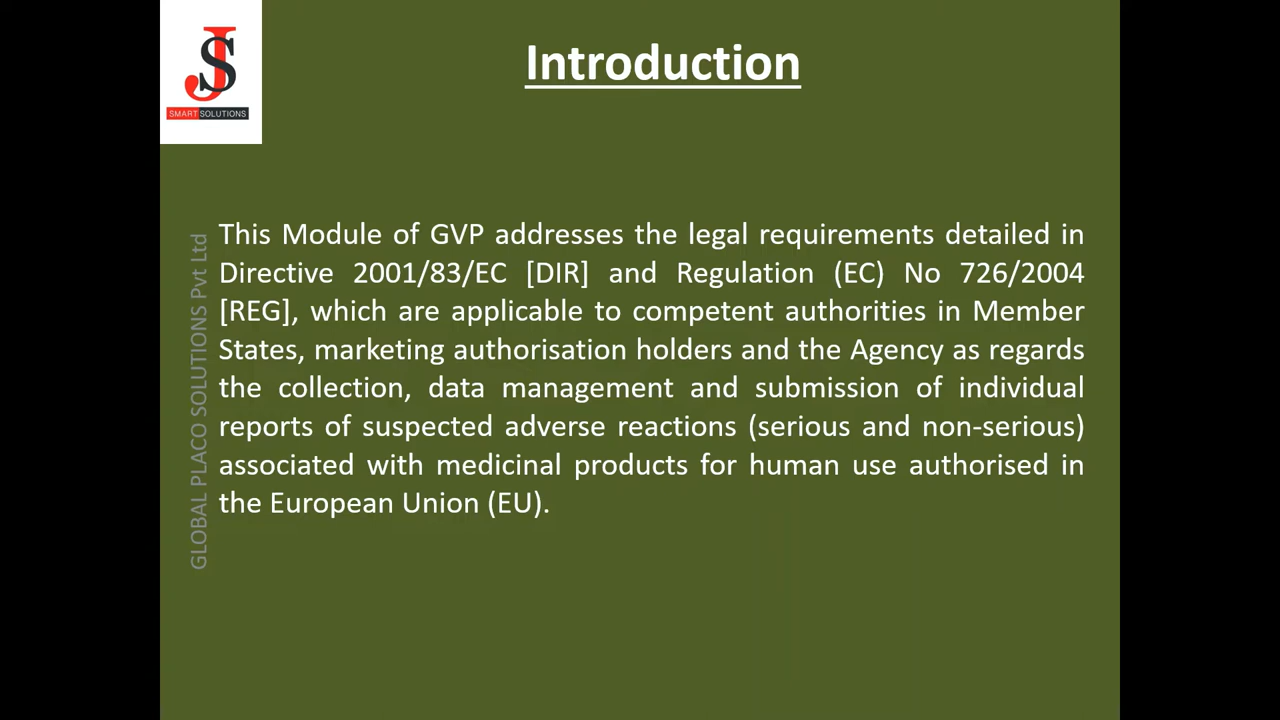 JS
SMART SOLUTIONS
Introduction
This Module of GVP addresses the legal requirements detailed in
Directive 2001/83/EC [DIR] and Regulation (EC) No 726/2004
[REG], which are applicable to competent authorities in Member
States, marketing authorisation holders and the Agency as regards
the collection, data management and submission of individual
reports of suspected adverse reactions (serious and non-serious)
associated with medicinal products for human use authorised in
the European Union (EU).
GLOBAL PLACO SOLUTIONS Pvt Ltd